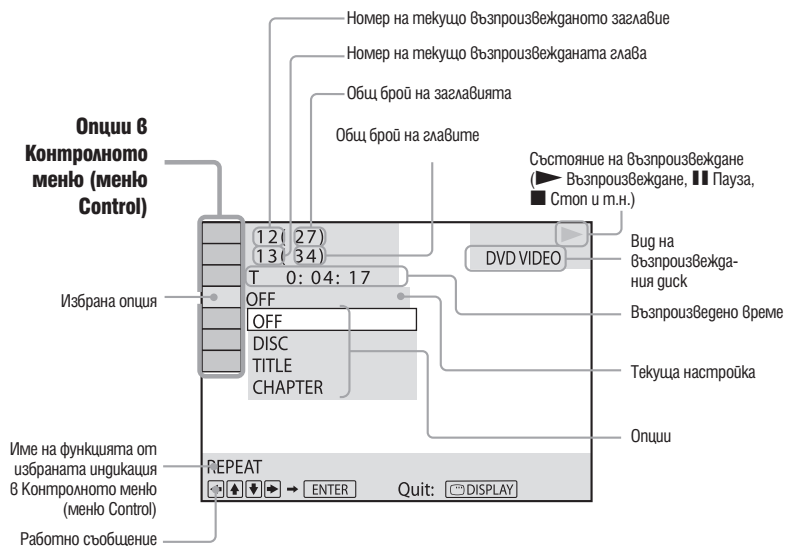 Номер на текущо възпроизвежданото заглавие
Номер на текущо възпроизвежданата глава
Общ брой на заглавията
Общ брой на главите
Опции в
Контролното
меню (меню
Control)
Състояние на възпроизвеждане
(► Възпроизвеждане, ▮▮ Пауза,
■ Стоп и т.н.)
12(27)
13(34)
DVD VIDEO
Вид на
възпроизвежда-
ния диск
T 0:04:17
Възпроизведено време
Избрана опция
OFF
OFF
DISC
TITLE
CHAPTER
Текуща настройка
Опции
Име на функцията от
избраната индикация
в Контролното меню
(меню Control)
REPEAT
←↑↓→ → ENTER Quit: DISPLAY
Работно съобщение